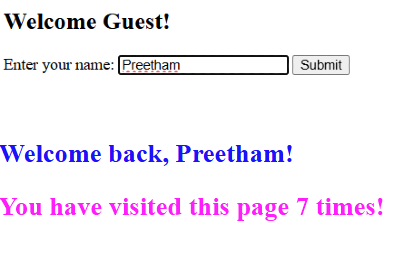 Welcome Guest!
Enter your name: Preetham Submit
Welcome back, Preetham!
You have visited this page 7 times!